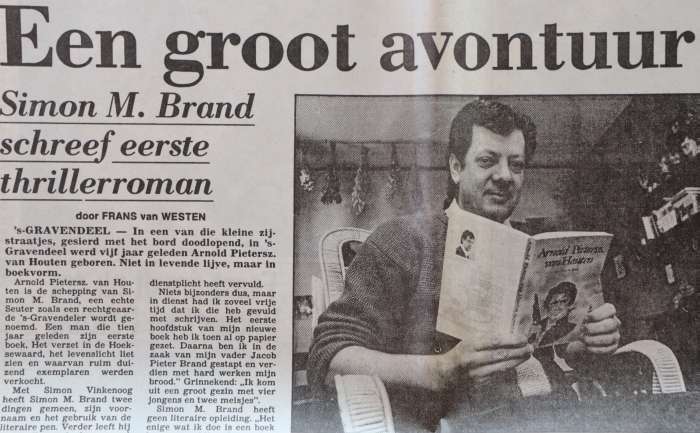 Een groot avontuur
Simon M. Brand
schreef eerste
thrillerroman
door FRANS van WESTEN
's-GRAVENDEEL — In een van die kleine zij-
straatjes, gesierd met het bord doodlopend, in 's-
Gravendeel werd vijf jaar geleden Arnold Pietersz.
van Houten geboren. Niet in levende lijve, maar in
boekvorm.
Arnold Pietersz. van Hou-
ten is de schepping van Si-
mon M. Brand, een echte
Seuter zoals een rechtgeaar-
de 's-Gravendeler wordt ge-
noemd. Een man die tien
jaar geleden zijn eerste
boek, Het verzet in de Hoek-
sewaard, het levenslicht liet
zien en waarvan ruim dui-
zend exemplaren werden
verkocht.
Met Simon Vinkenoog
heeft Simon M. Brand twee
dingen gemeen, zijn voor-
naam en het gebruik van de
literaire pen. Verder leeft hij
dienstplicht heeft vervuld.
Niets bijzonders dus, maar
in dienst had ik zoveel vrije
tijd dat ik die heb gevuld
met schrijven. Het eerste
hoofdstuk van mijn nieuwe
boek heb ik toen al op papier
gezet. Daarna ben ik in de
zaak van mijn vader Jacob
Pieter Brand gestapt en ver-
dien met hard werken mijn
brood." Grinnekend: „Ik kom
uit een groot gezin met vier
jongens en twee meisjes".
Simon M. Brand heeft
geen literaire opleiding. „Het
enige wat ik doe is een boek
Arnold Pietersz.
van Houten